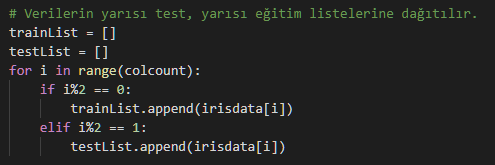 # Verilerin yarısı test, yarısı eğitim listelerine dağıtılır.
trainList = []
testList = []
for i in range(colcount):
    if i%2 == 0:
        trainList.append(irisdata[i])
    elif i%2 == 1:
        testList.append(irisdata[i])